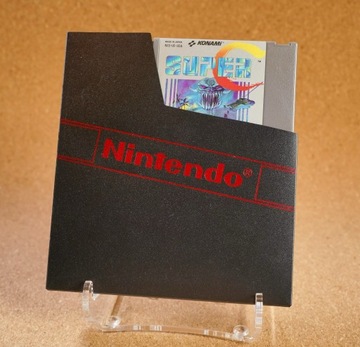 KONAMI
SUPER C
Nintendo®